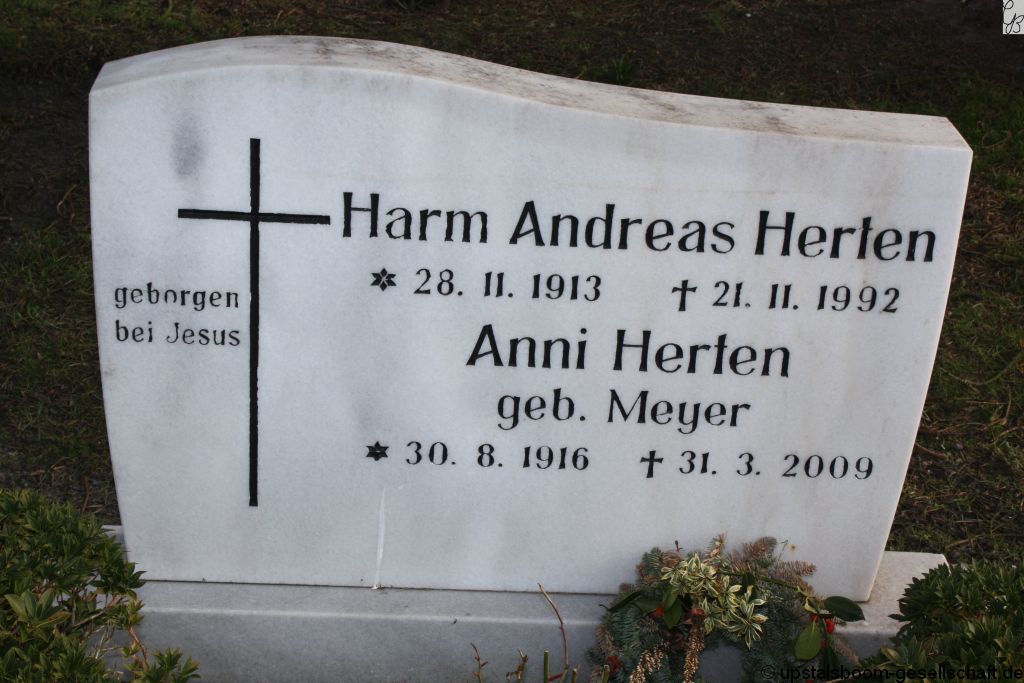 Harm Andreas Herten
* 28. 11. 1913 † 21. 11. 1992
geborgen
bei Jesus
Anni Herten
geb. Meyer
* 30. 8. 1916 † 31. 3. 2009
© upstalsboom-gesellschaft.de